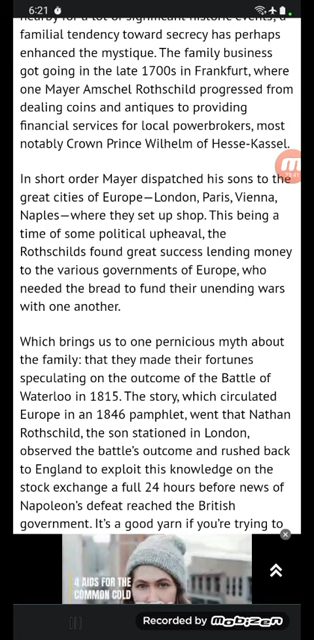 6:21
nearby for a lot of significant historic events, a
familial tendency toward secrecy has perhaps
enhanced the mystique. The family business
got going in the late 1700s in Frankfurt, where
one Mayer Amschel Rothschild progressed from
dealing coins and antiques to providing
financial services for local powerbrokers, most
notably Crown Prince Wilhelm of Hesse-Kassel.
In short order Mayer dispatched his sons to the
great cities of Europe—London, Paris, Vienna,
Naples—where they set up shop. This being a
time of some political upheaval, the
Rothschilds found great success lending money
to the various governments of Europe, who
needed the bread to fund their unending wars
with one another.
Which brings us to one pernicious myth about
the family: that they made their fortunes
speculating on the outcome of the Battle of
Waterloo in 1815. The story, which circulated
Europe in an 1846 pamphlet, went that Nathan
Rothschild, the son stationed in London,
observed the battle's outcome and rushed back
to England to exploit this knowledge on the
stock exchange a full 24 hours before news of
Napoleon's defeat reached the British
government. It's a good yarn if you're trying to
4 AIDS FOR THE
COMMON COLD
Recorded by Mobizen